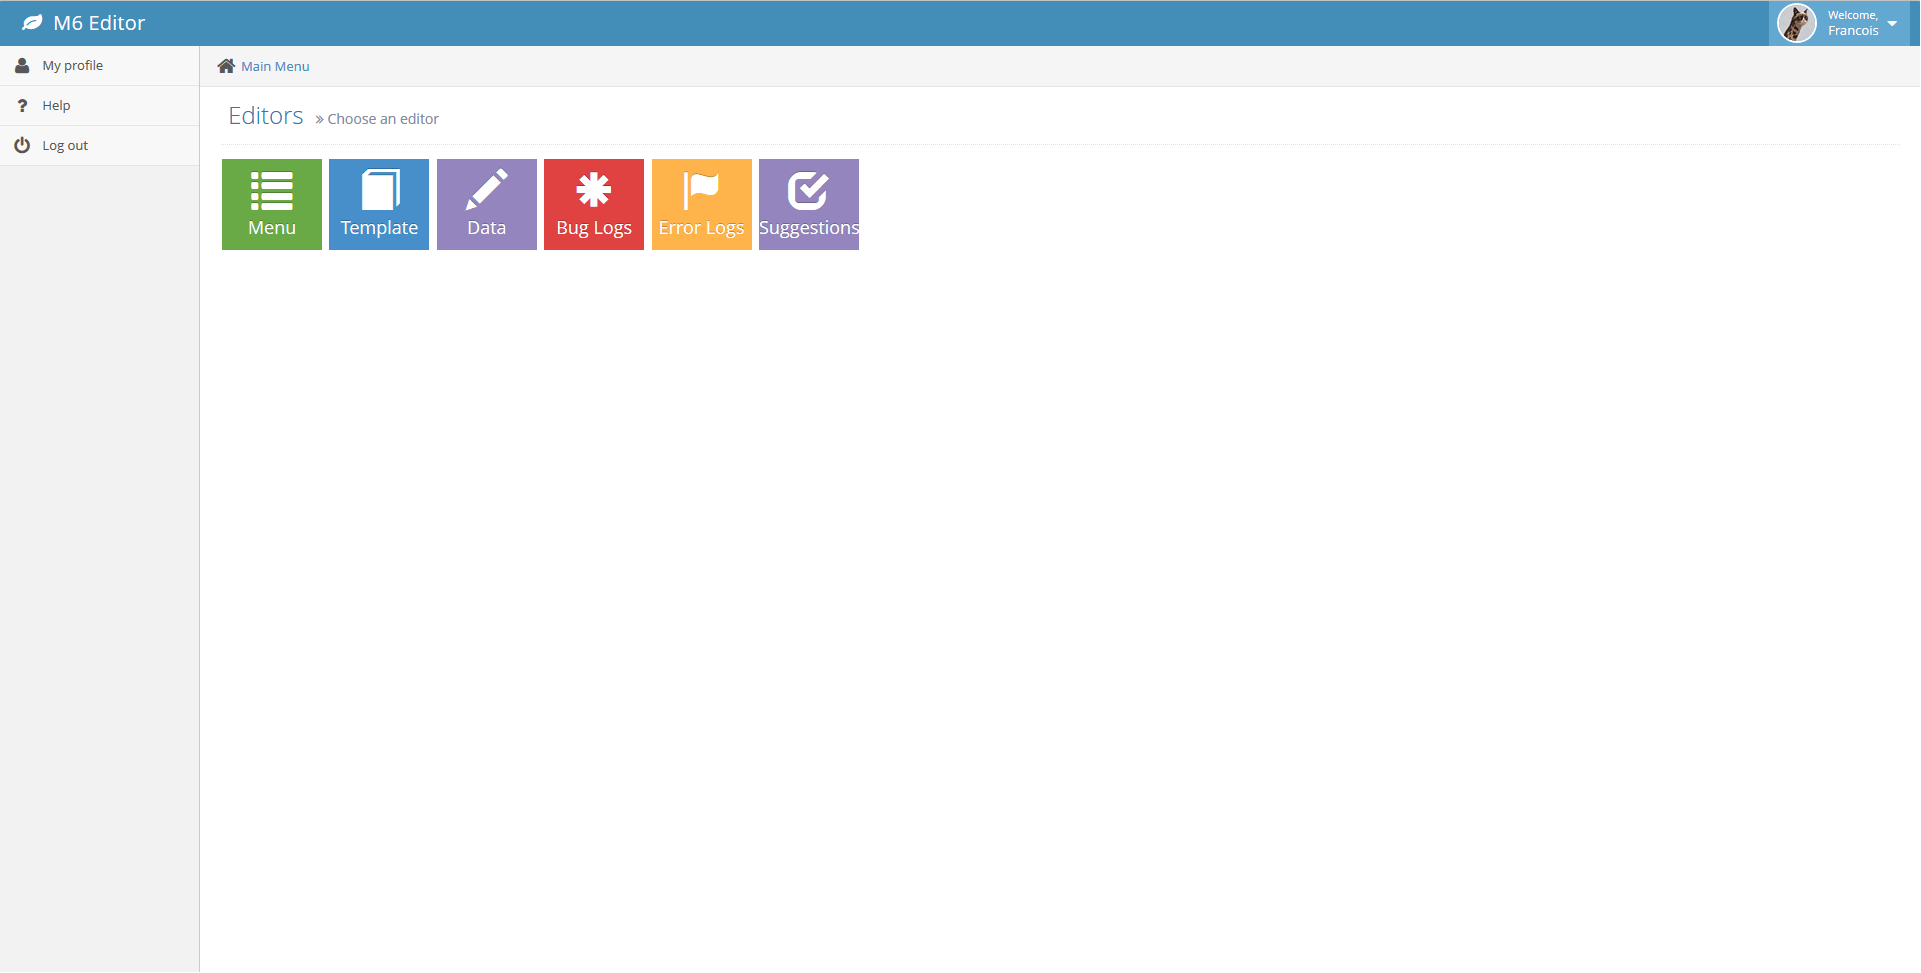 M6 Editor
Welcome,
Francois
My profile
Help
Log out
Main Menu
Editors » Choose an editor
Menu
Template
Data
Bug Logs
Error Logs
Suggestions